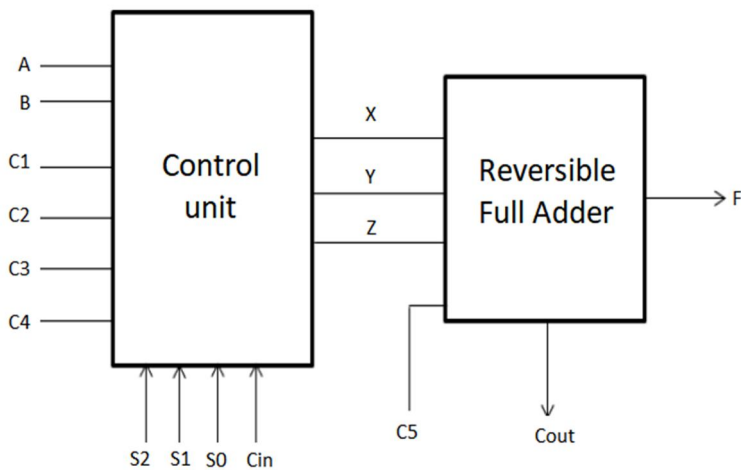 A
B
C1
C2
C3
C4
Control
unit
S2 S1 S0 Cin
X
Y
Z
Reversible
Full Adder
F
C5
Cout